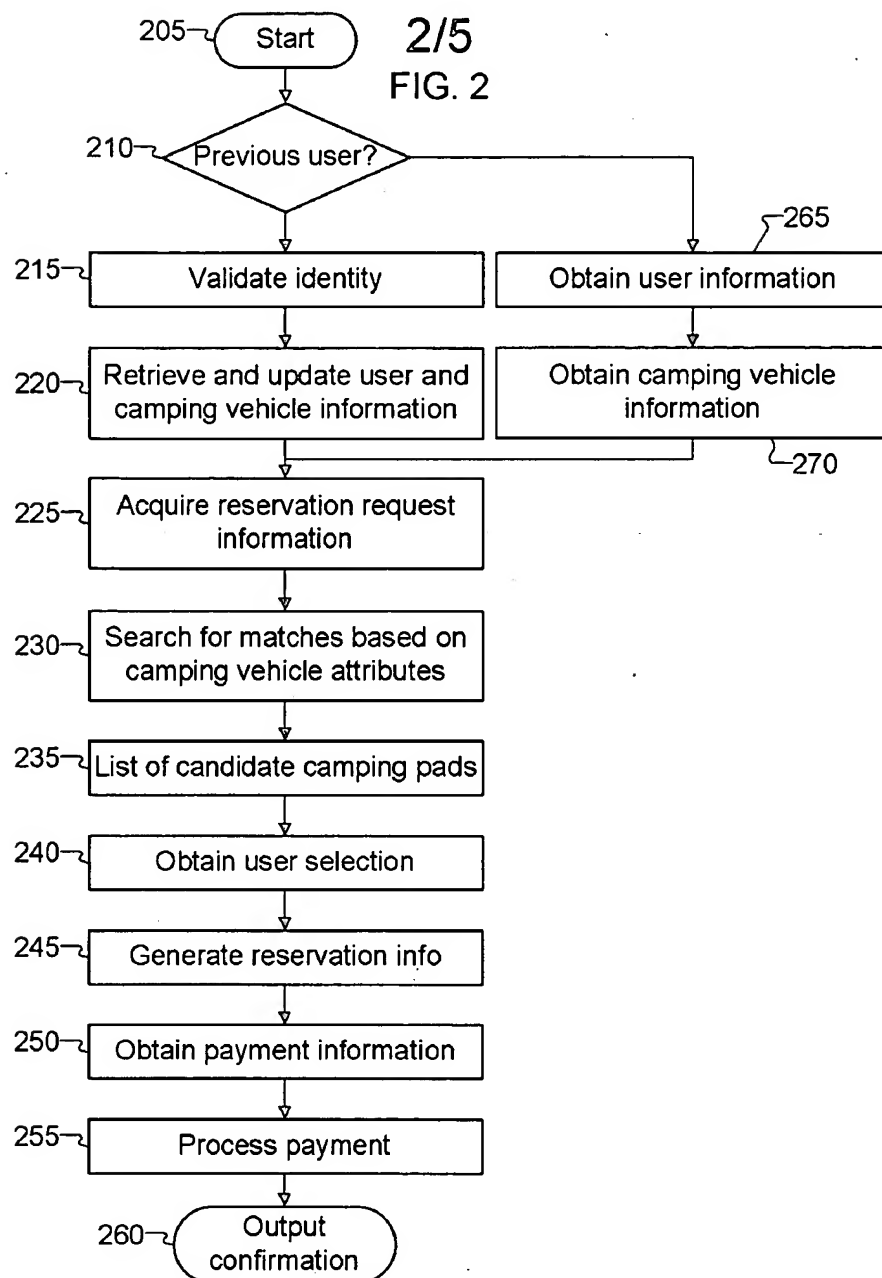 205
Start
2/5
FIG. 2
210
Previous user?
265
215
Validate identity
Obtain user information
220
Retrieve and update user and
camping vehicle information
Obtain camping vehicle
information
270
225
Acquire reservation request
information
230
Search for matches based on
camping vehicle attributes
235
List of candidate camping pads
240
Obtain user selection
245
Generate reservation info
250
Obtain payment information
255
Process payment
260
Output
confirmation